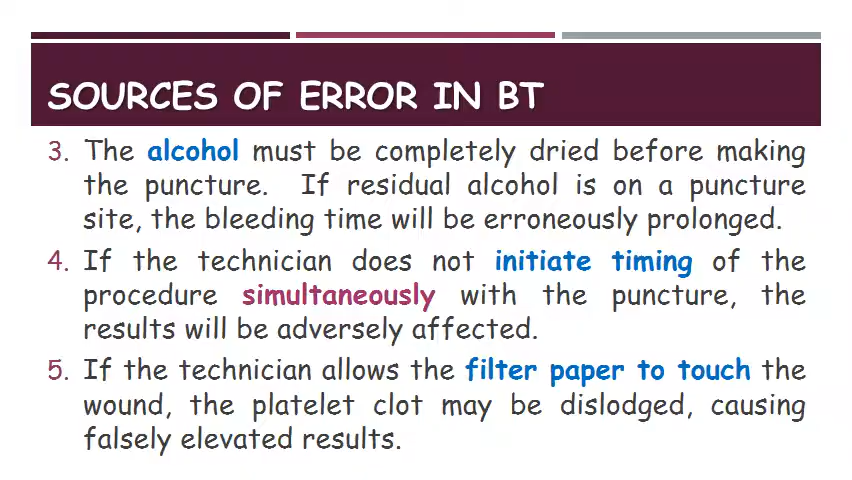 SOURCES OF ERROR IN BT
3. The alcohol must be completely dried before making
the puncture. If residual alcohol is on a puncture
site, the bleeding time will be erroneously prolonged.
4. If the technician does not initiate timing of the
procedure simultaneously with the puncture, the
results will be adversely affected.
5. If the technician allows the filter paper to touch the
wound, the platelet clot may be dislodged, causing
falsely elevated results.